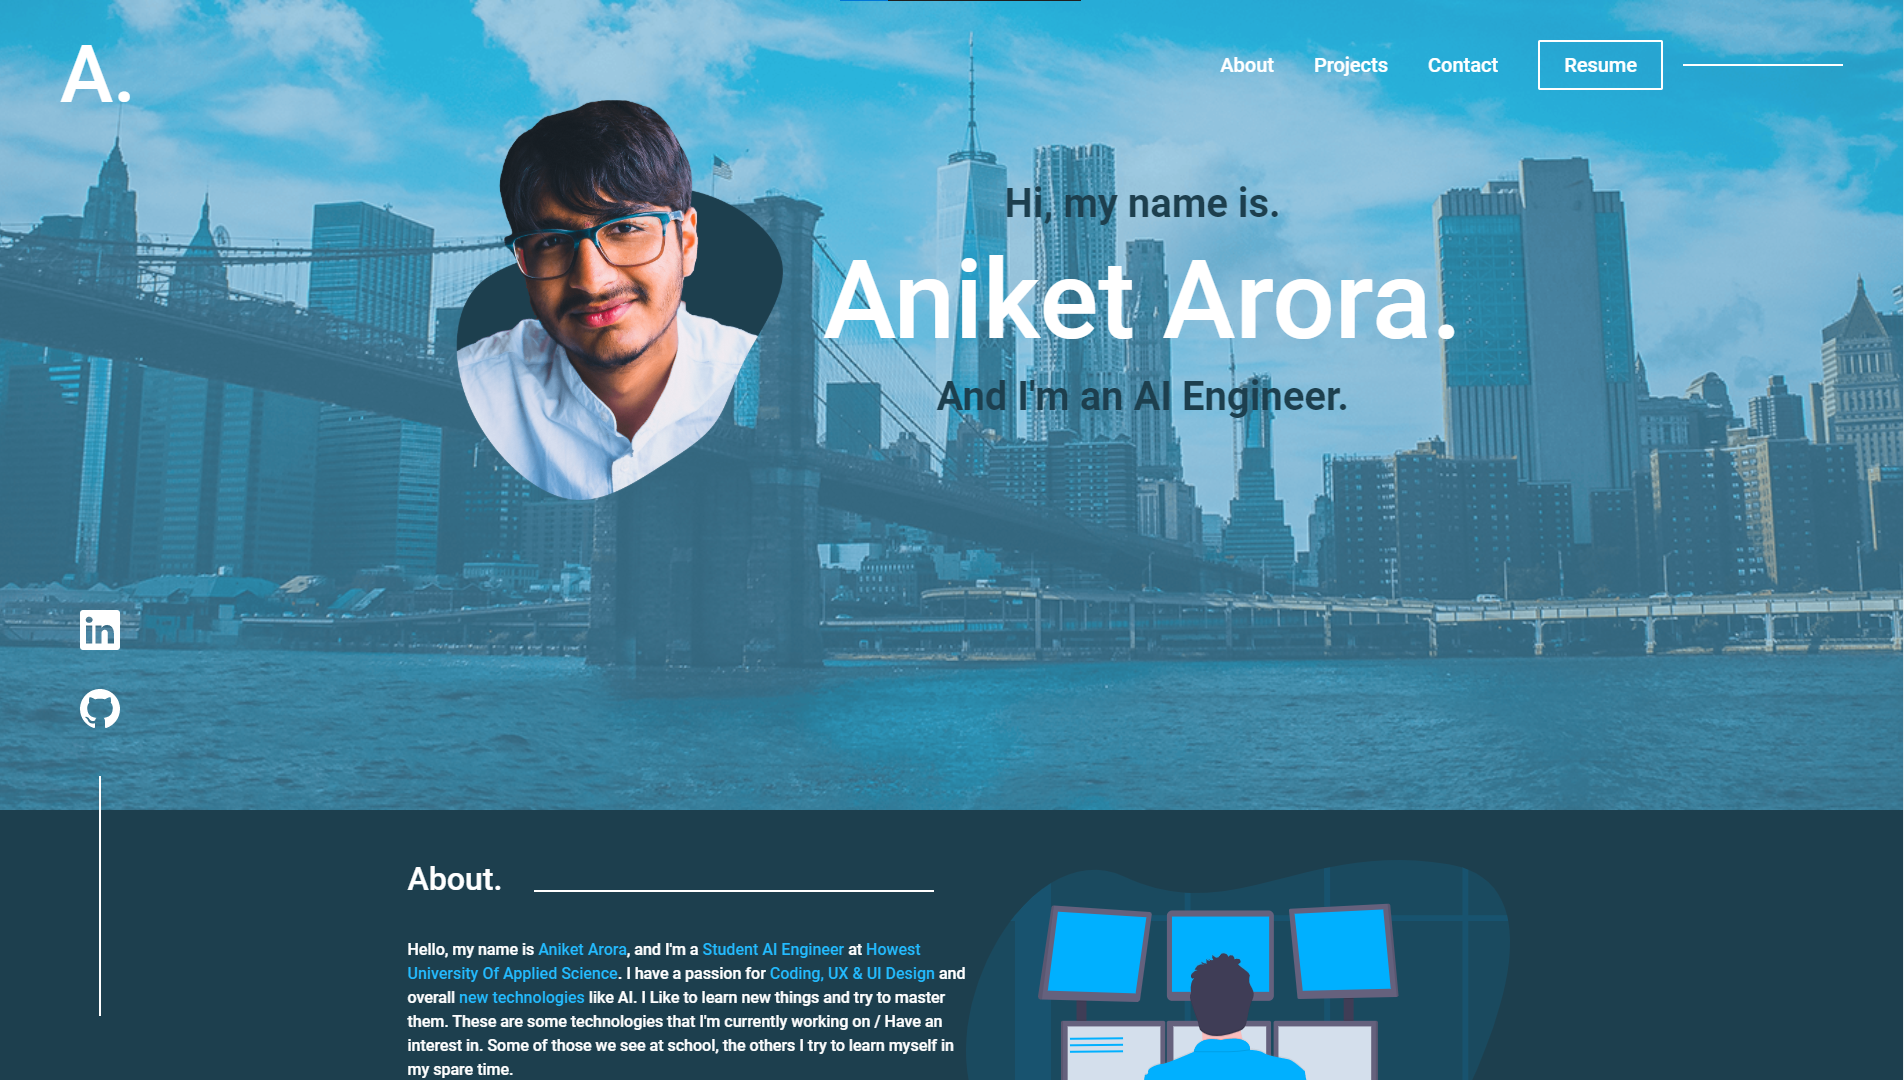 A.
About
Projects
Contact
Resume
Hi, my name is.
Aniket Arora.
And I'm an AI Engineer.
in
About.
Hello, my name is Aniket Arora, and I'm a Student AI Engineer at Howest
University Of Applied Science. I have a passion for Coding, UX & UI Design and
overall new technologies like AI. I Like to learn new things and try to master
them. These are some technologies that I'm currently working on / Have an
interest in. Some of those we see at school, the others I try to learn myself in
my spare time.